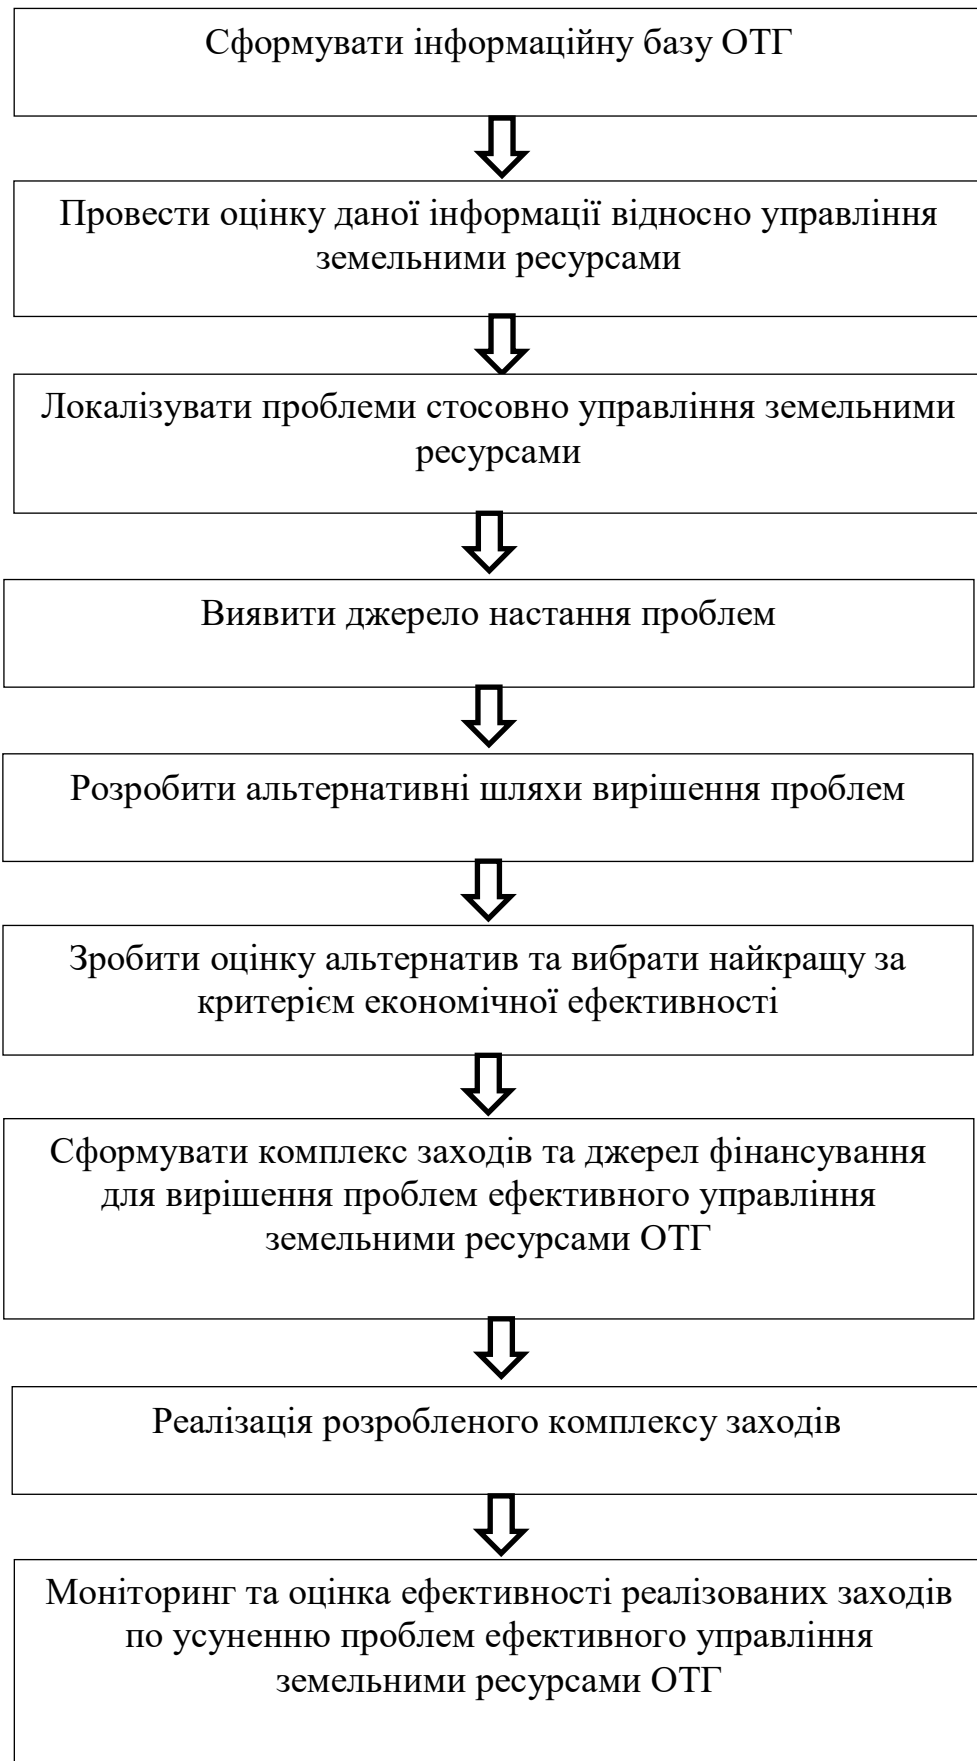 Сформувати інформаційну базу ОТГ
Провести оцінку даної інформації відносно управління
земельними ресурсами
Локалізувати проблеми стосовно управління земельними
ресурсами
Виявити джерело настання проблем
Розробити альтернативні шляхи вирішення проблем
Зробити оцінку альтернатив та вибрати найкращу за
критерієм економічної ефективності
Сформувати комплекс заходів та джерел фінансування
для вирішення проблем ефективного управління
земельними ресурсами ОТГ
Реалізація розробленого комплексу заходів
Моніторинг та оцінка ефективності реалізованих заходів
по усуненню проблем ефективного управління
земельними ресурсами ОТГ